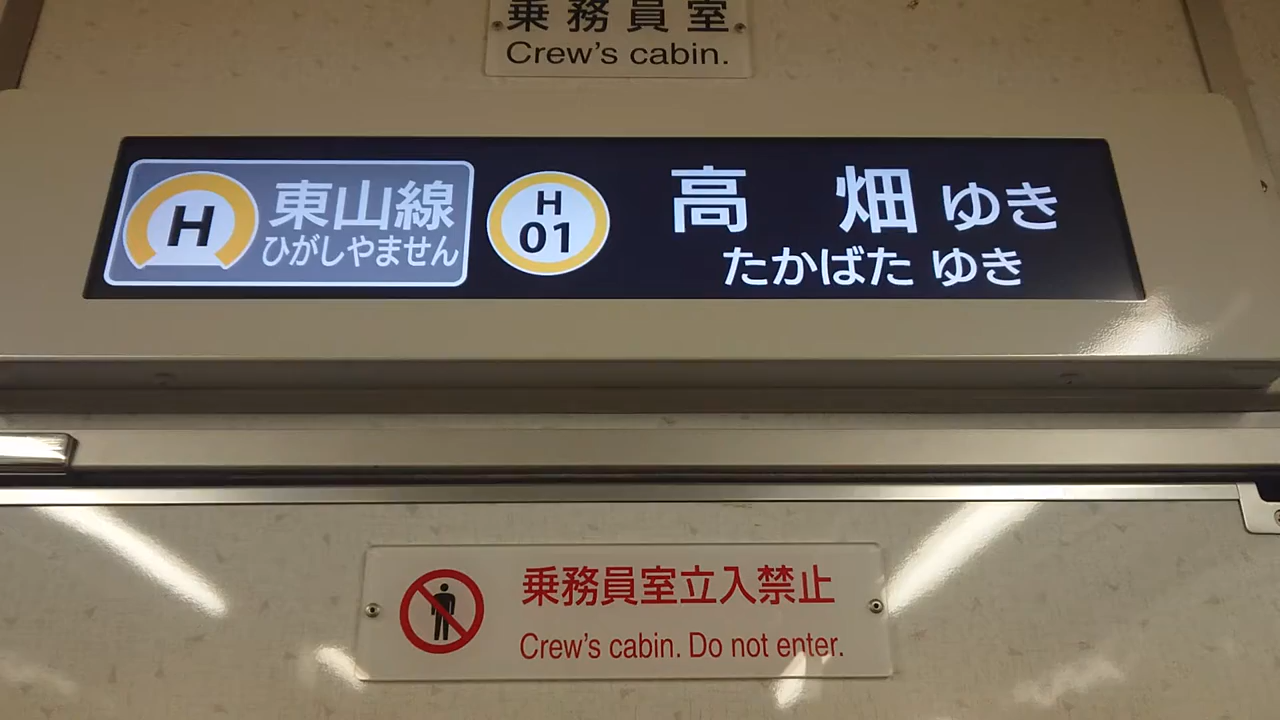 乗務員室
Crew's cabin.
H 東山線
ひがしやません
H
01
高 畑 ゆき
たかばた ゆき
乗務員室立入禁止
Crew's cabin. Do not enter.